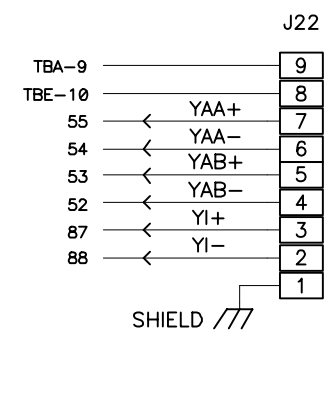 J22
TBA-9 9
TBE-10 8
55 YAA+ 7
54 YAA- 6
53 YAB+ 5
52 YAB- 4
87 YI+ 3
88 YI- 2
1
SHIELD